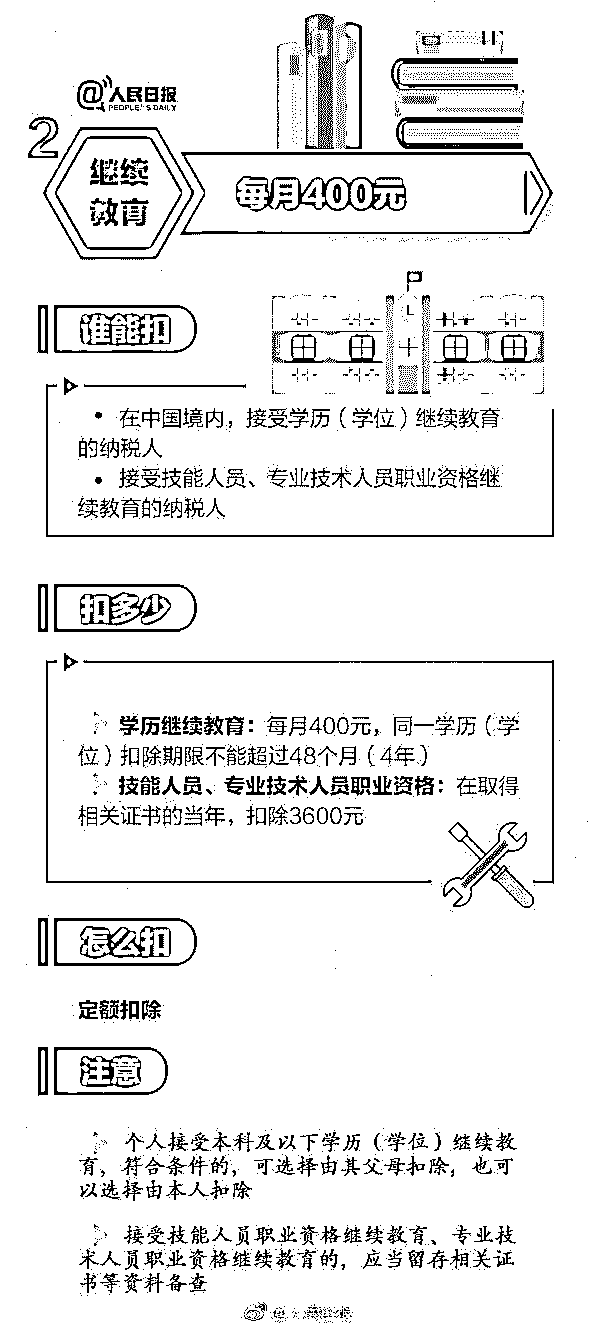 @人民日报
PEOPLE'S DAILY
2
继续
教育
每月400元
谁能扣
• 在中国境内，接受学历（学位）继续教育
的纳税人
• 接受技能人员、专业技术人员职业资格继
续教育的纳税人
扣多少
学历继续教育：每月400元，同一学历（学
位）扣除期限不能超过48个月（4年）
技能人员、专业技术人员职业资格：在取得
相关证书的当年，扣除3600元
怎么扣
定额扣除
注意
个人接受本科及以下学历（学位）继续教
育，符合条件的，可选择由其父母扣除，也可
以选择由本人扣除
接受技能人员职业资格继续教育、专业技
术人员职业资格继续教育的，应当留存相关证
书等资料备查